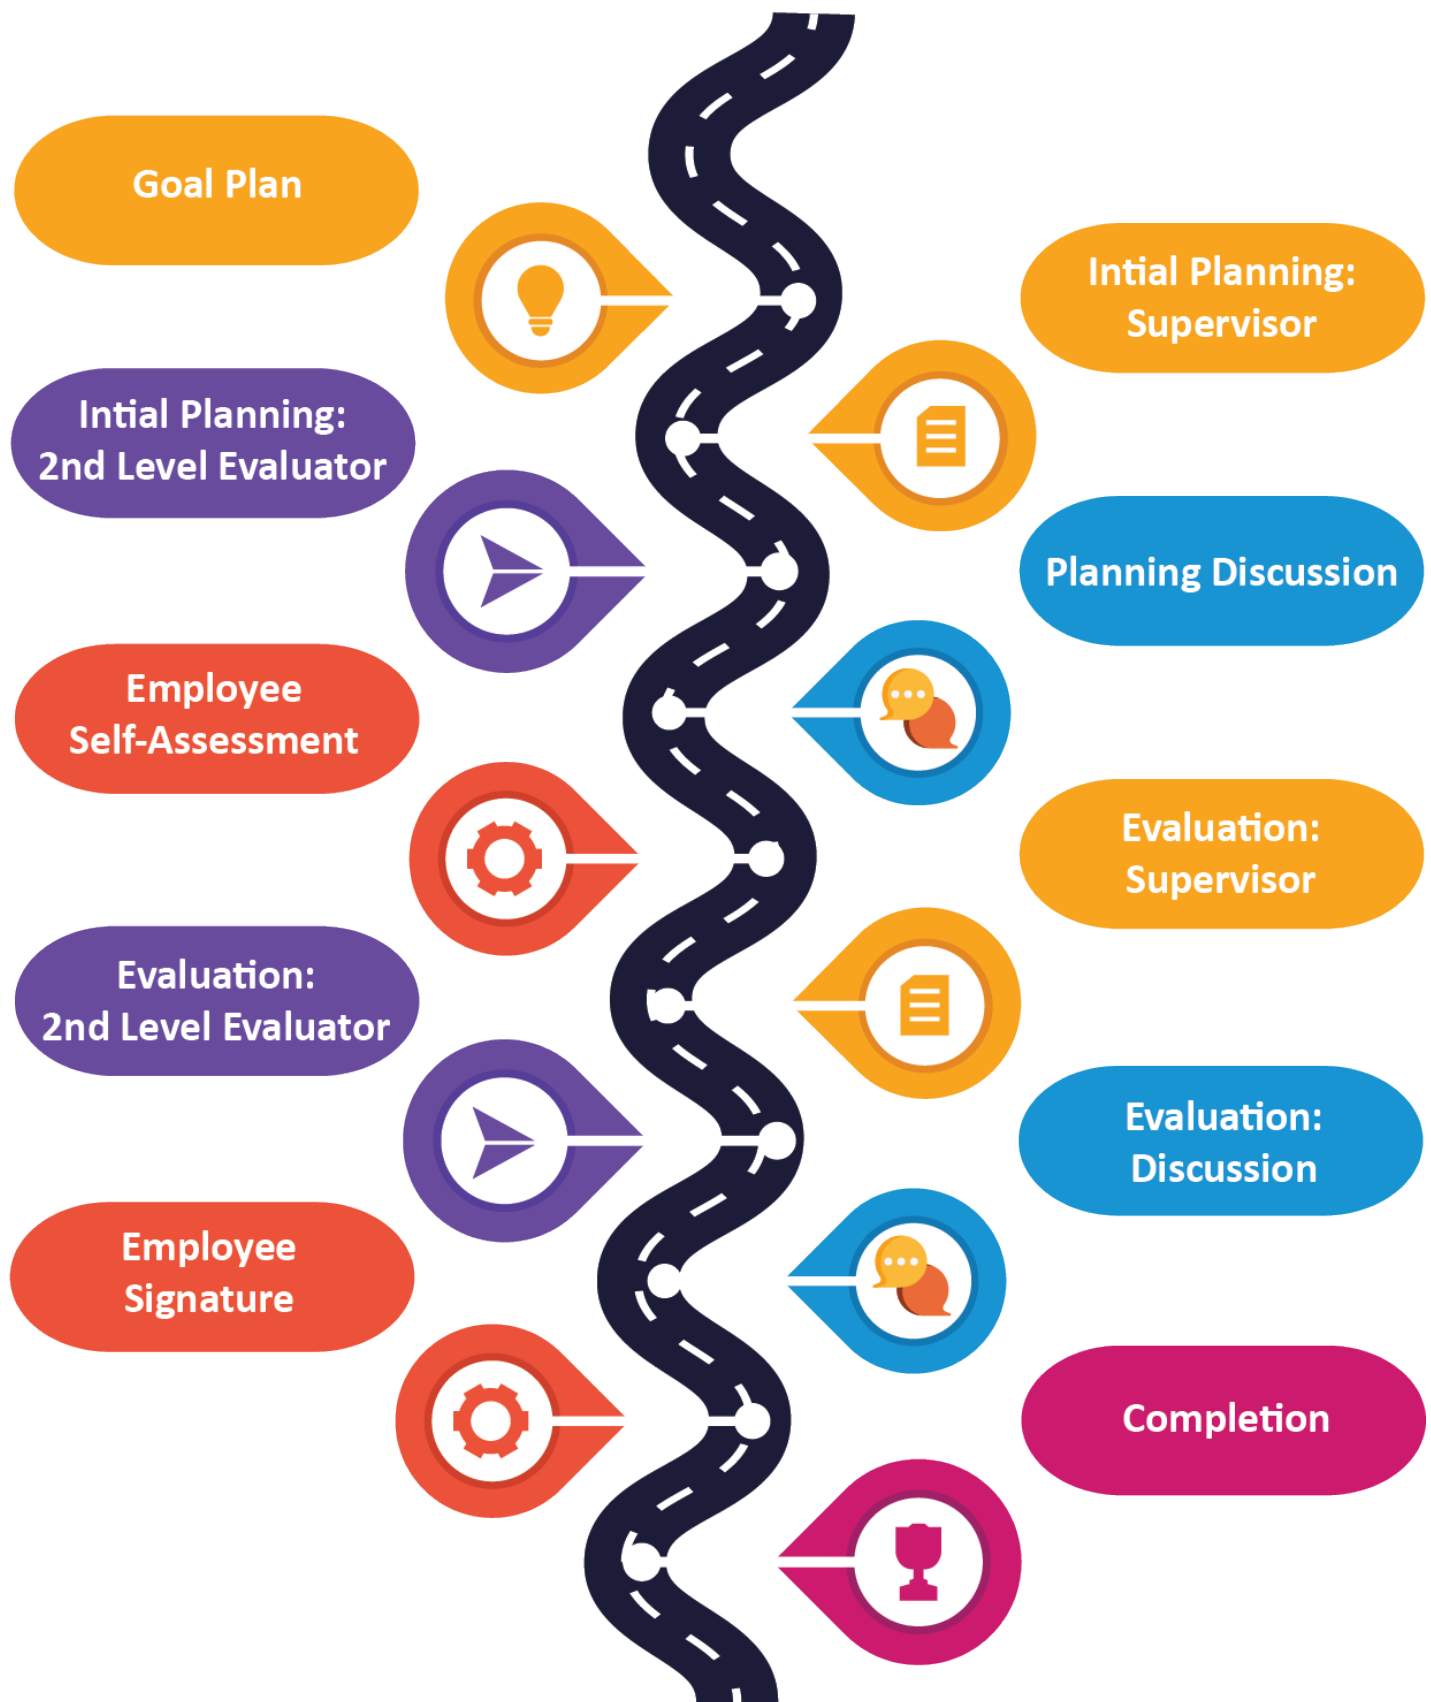 Goal Plan
Intial Planning:
Supervisor
Intial Planning:
2nd Level Evaluator
Planning Discussion
Employee
Self-Assessment
Evaluation:
Supervisor
Evaluation:
2nd Level Evaluator
Evaluation:
Discussion
Employee
Signature
Completion